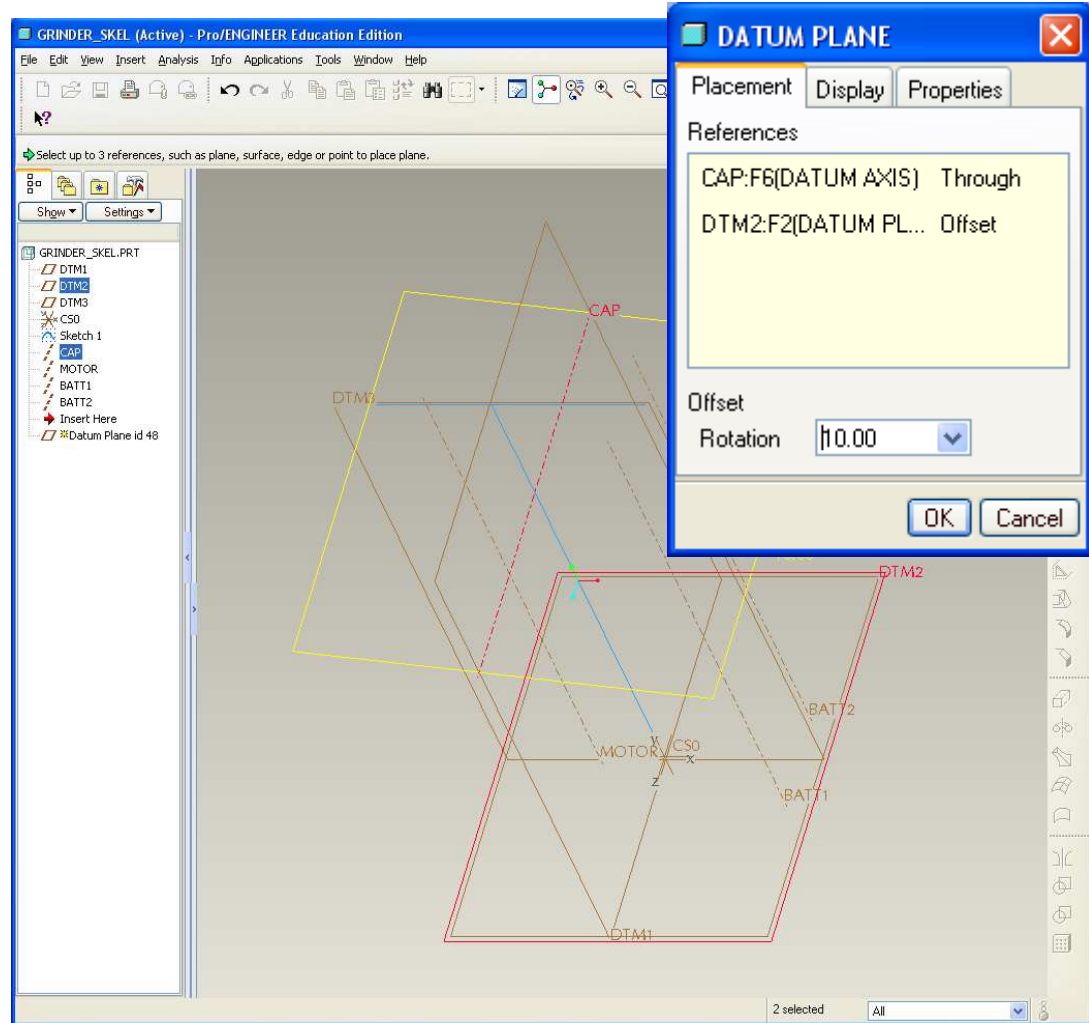 GRINDER_SKEL (Active) - Pro/ENGINEER Education Edition
File Edit View Insert Analysis Info Applications Tools Window Help
Select up to 3 references, such as plane, surface, edge or point to place plane.
Show Settings
GRINDER_SKEL.PRT
DTM1
DTM2
DTM3
CS0
Sketch 1
CAP
MOTOR
BATT1
BATT2
Insert Here
Datum Plane id 48
DATUM PLANE
Placement Display Properties
References
CAP:F6(DATUM AXIS) Through
DTM2:F2(DATUM PL... Offset
Offset
Rotation 10.00
OK Cancel
CAP
DTM3
DTM2
BATT2
MOTOR
CS0
Y
X
Z
BATT1
DTM1
2 selected All